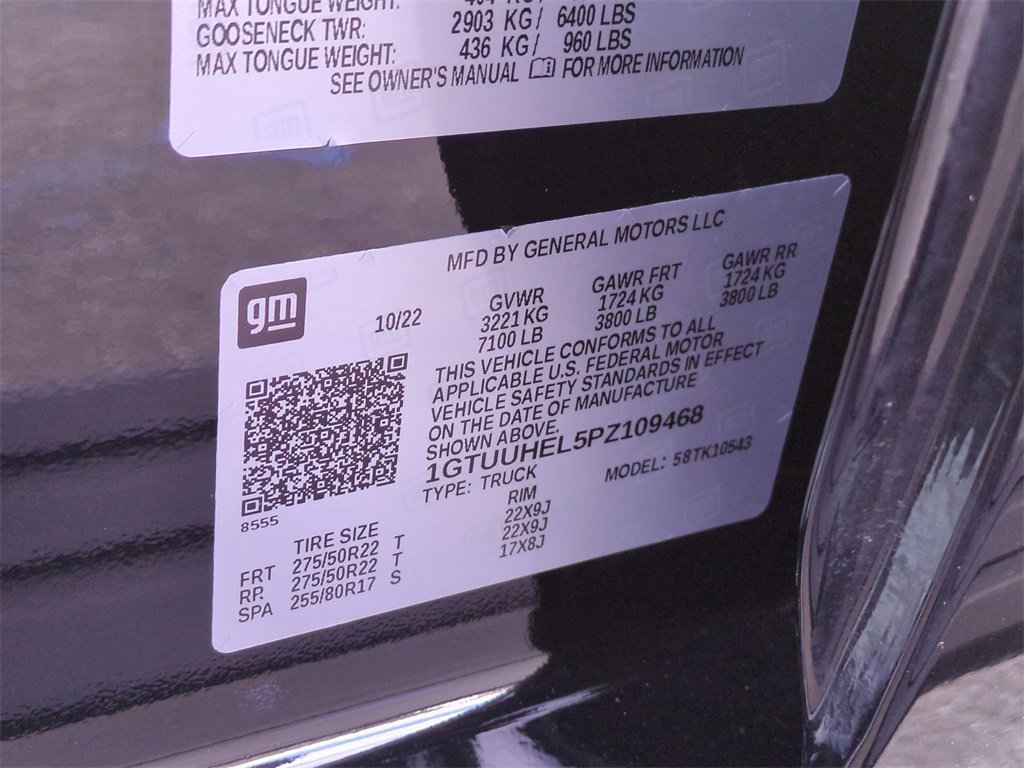 MAX TONGUE WEIGHT:
GOOSENECK TWR: 2903 KG/ 6400 LBS
MAX TONGUE WEIGHT: 436 KG/ 960 LBS
SEE OWNER'S MANUAL FOR MORE INFORMATION
MFD BY GENERAL MOTORS LLC
gm
10/22
GVWR GAWR FRT GAWR RR
3221 KG 1724 KG 1724 KG
7100 LB 3800 LB 3800 LB
THIS VEHICLE CONFORMS TO ALL
APPLICABLE U.S. FEDERAL MOTOR
VEHICLE SAFETY STANDARDS IN EFFECT
ON THE DATE OF MANUFACTURE
SHOWN ABOVE.
1GTUUHEL5PZ109468
TYPE: TRUCK MODEL: 58TK10543
8555
TIRE SIZE RIM
FRT 275/50R22 T 22X9J
RR 275/50R22 T 22X9J
SPA 255/80R17 S 17X8J